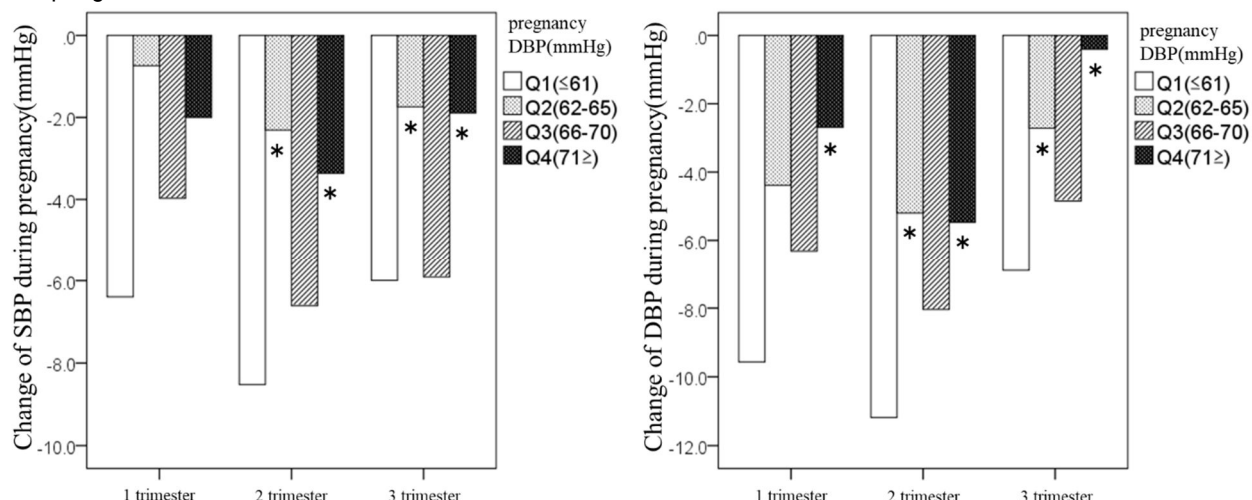 Change of SBP during pregnancy(mmHg)
.0
-2.0
-4.0
-6.0
-8.0
-10.0
*
*
*
*
1 trimester
2 trimester
3 trimester
pregnancy
DBP(mmHg)
Q1(≤61)
Q2(62-65)
Q3(66-70)
Q4(71≥)
Change of DBP during pregnancy(mmHg)
.0
-2.0
-4.0
-6.0
-8.0
-10.0
-12.0
*
*
*
*
*
1 trimester
2 trimester
3 trimester
pregnancy
DBP(mmHg)
Q1(≤61)
Q2(62-65)
Q3(66-70)
Q4(71≥)